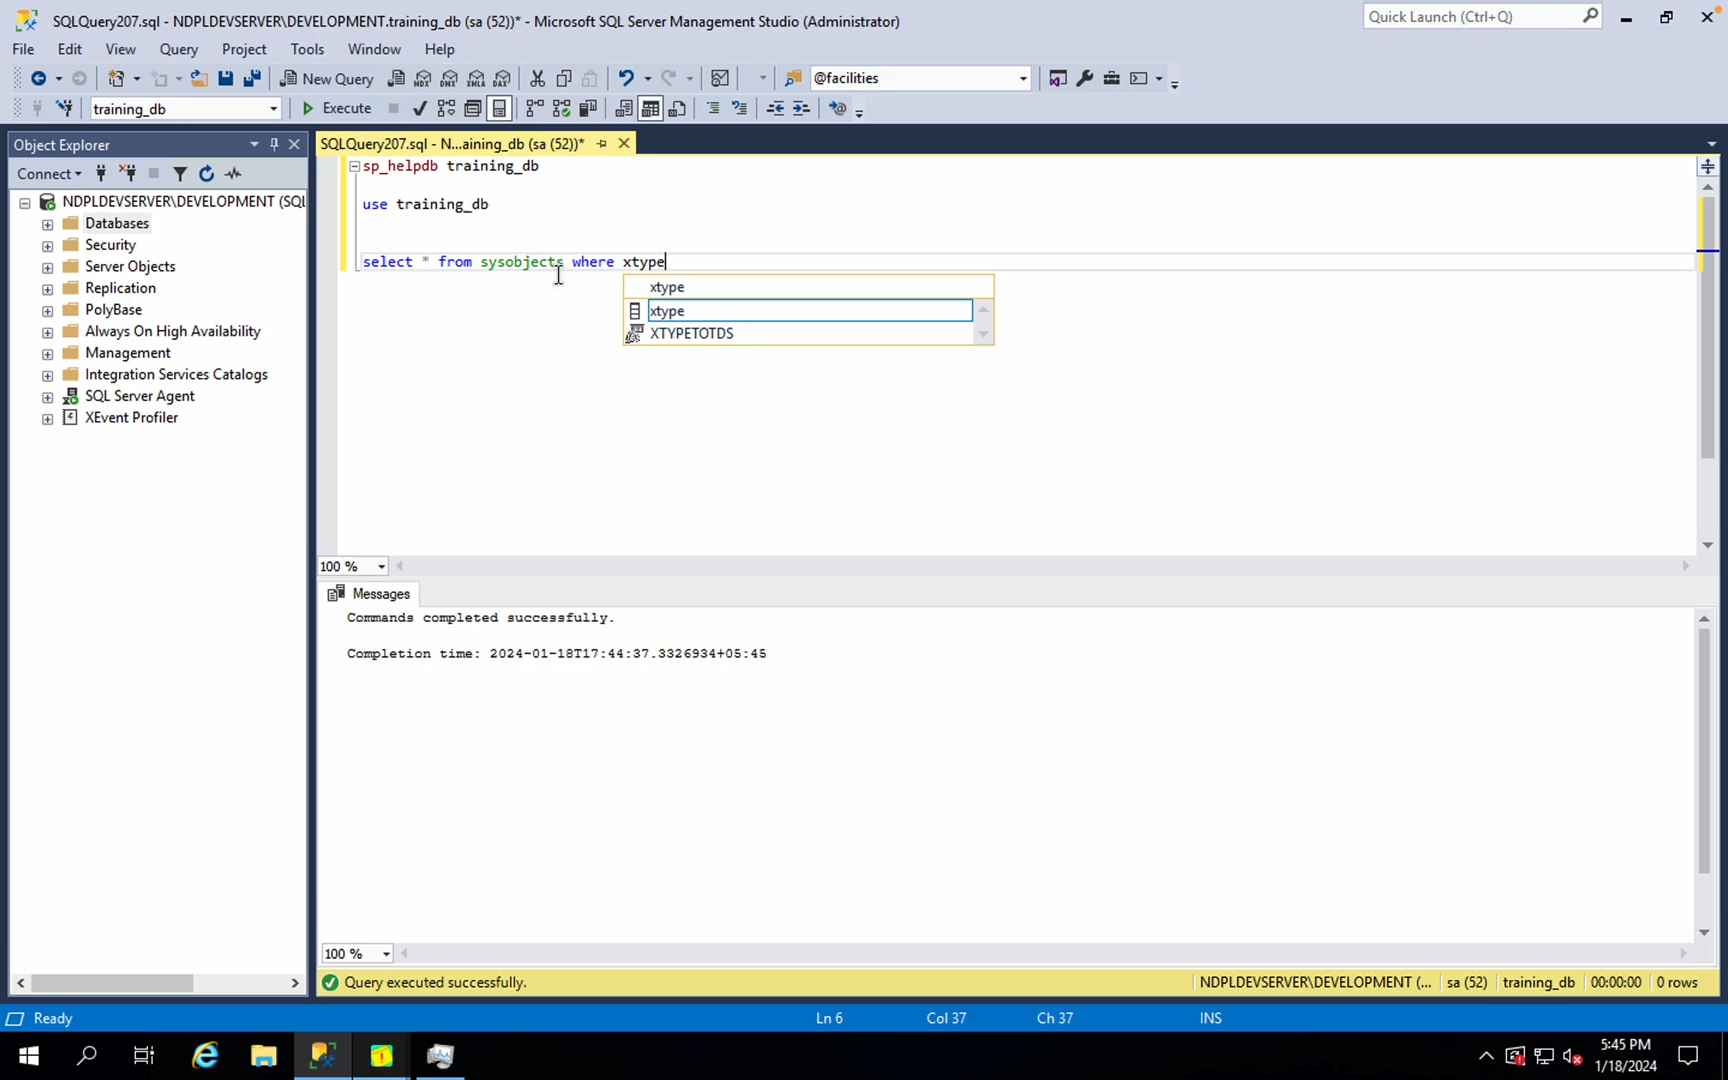 SQLQuery207.sql - NDPLDEVSERVER\DEVELOPMENT.training_db (sa (52))* - Microsoft SQL Server Management Studio (Administrator)
Quick Launch (Ctrl+Q)
File Edit View Query Project Tools Window Help
New Query
MDX DMX XMLA DAX
@facilities
training_db
Execute
Object Explorer
SQLQuery207.sql - N...aining_db (sa (52))*
Connect
NDPLDEVSERVER\DEVELOPMENT (SQL
Databases
Security
Server Objects
Replication
PolyBase
Always On High Availability
Management
Integration Services Catalogs
SQL Server Agent
XEvent Profiler
sp_helpdb training_db
use training_db
select * from sysobjects where xtype
xtype
xtype
XTYPETOTDS
100 %
Messages
Commands completed successfully.
Completion time: 2024-01-18T17:44:37.3326934+05:45
100 %
Query executed successfully.
NDPLDEVSERVER\DEVELOPMENT (... sa (52) training_db 00:00:00 0 rows
Ready
Ln 6
Col 37
Ch 37
INS
5:45 PM
1/18/2024